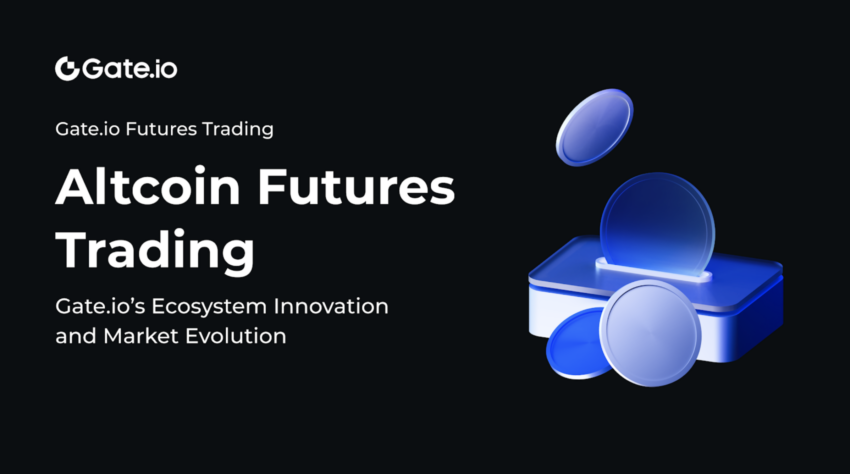 Gate.io
Gate.io Futures Trading
Altcoin Futures
Trading
Gate.io’s Ecosystem Innovation
and Market Evolution